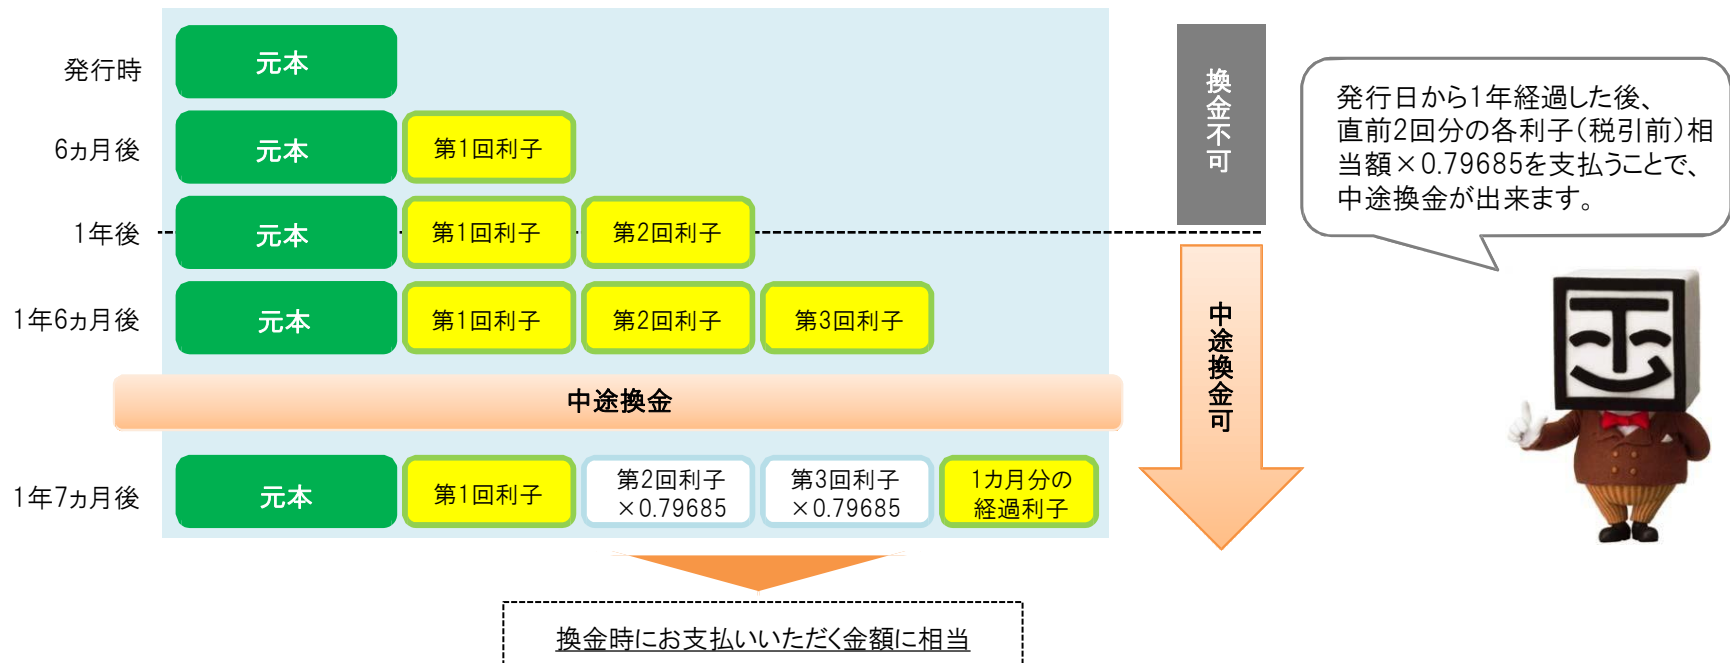 発行時
元本
6ヵ月後
元本
第1回利子
1年後
元本
第1回利子
第2回利子
1年6ヵ月後
元本
第1回利子
第2回利子
第3回利子
中途換金
1年7ヵ月後
元本
第1回利子
第2回利子
×0.79685
第3回利子
×0.79685
1カ月分の
経過利子
換金時にお支払いいただく金額に相当
換金不可
中途換金可
発行日から1年経過した後、
直前2回分の各利子(税引前)相
当額×0.79685を支払うことで、
中途換金が出来ます。